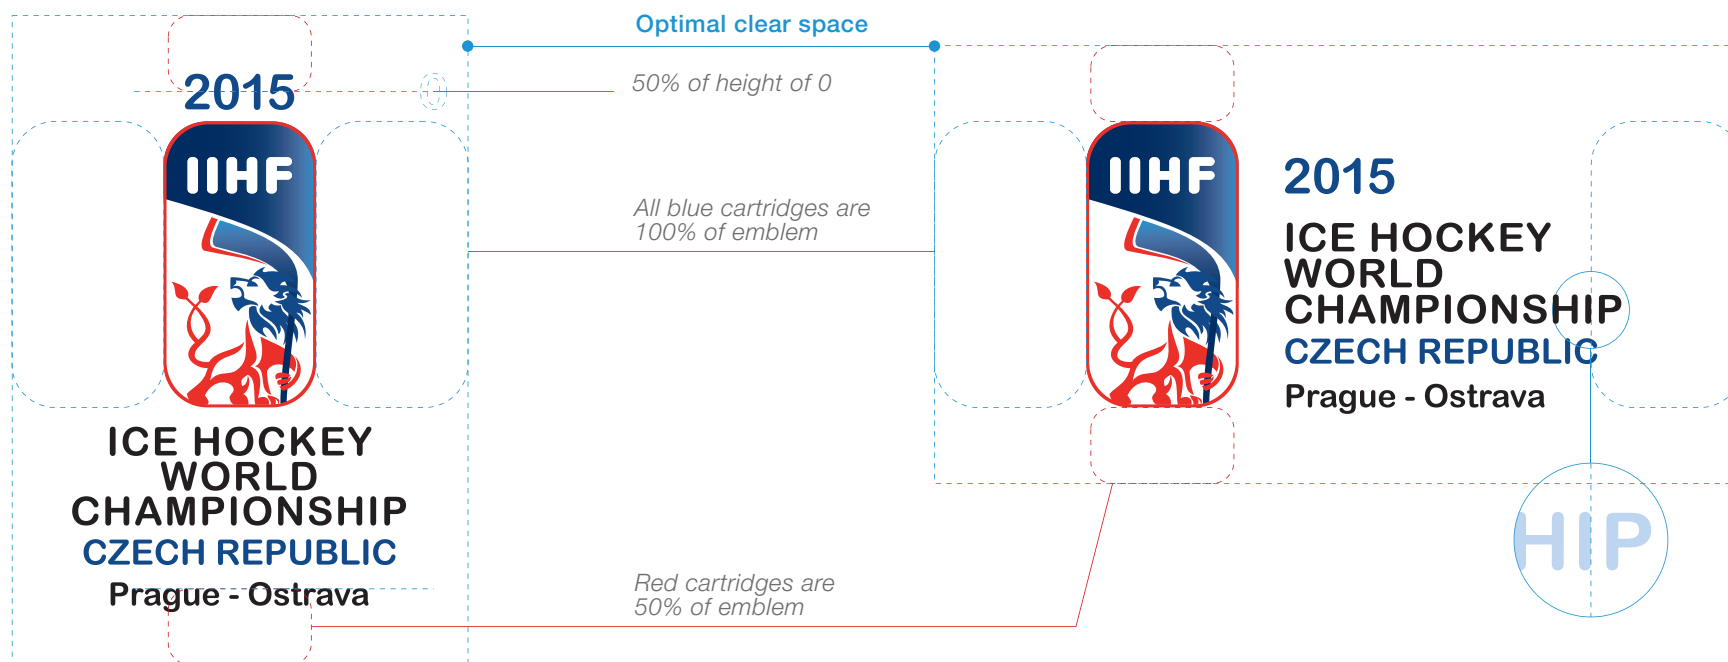 Optimal clear space
50% of height of 0
2015
IIHF
ICE HOCKEY
WORLD
CHAMPIONSHIP
CZECH REPUBLIC
Prague - Ostrava
All blue cartridges are
100% of emblem
Red cartridges are
50% of emblem
IIHF
2015
ICE HOCKEY
WORLD
CHAMPIONSHIP
CZECH REPUBLIC
Prague - Ostrava
HIP